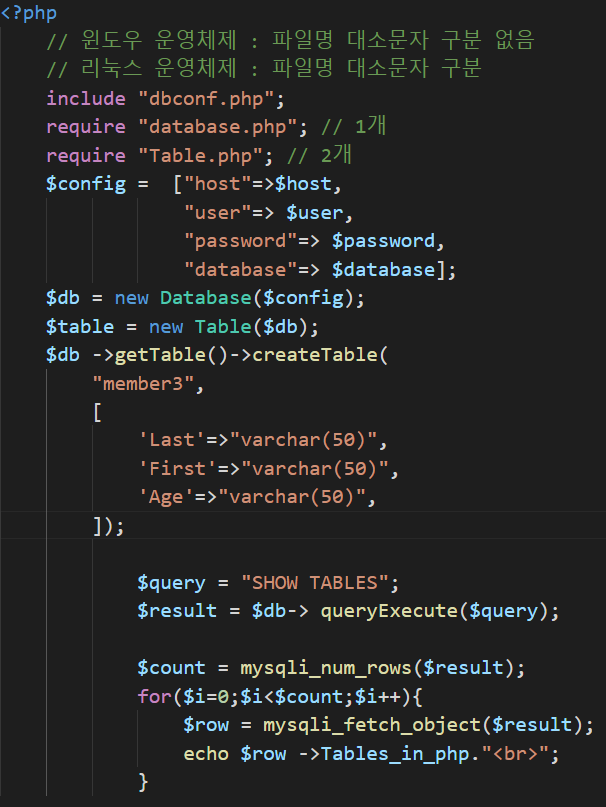 <?php
// 윈도우 운영체제 : 파일명 대소문자 구분 없음
// 리눅스 운영체제 : 파일명 대소문자 구분
include "dbconf.php";
require "database.php"; // 1개
require "Table.php"; // 2개
$config =  ["host"=>$host,
"user"=> $user,
"password"=> $password,
"database"=> $database];
$db = new Database($config);
$table = new Table($db);
$db ->getTable()->createTable(
"member3",
[
'Last'=>"varchar(50)",
'First'=>"varchar(50)",
'Age'=>"varchar(50)",
]);
$query = "SHOW TABLES";
$result = $db-> queryExecute($query);
$count = mysqli_num_rows($result);
for($i=0;$i<$count;$i++){
$row = mysqli_fetch_object($result);
echo $row ->Tables_in_php."<br>";
}